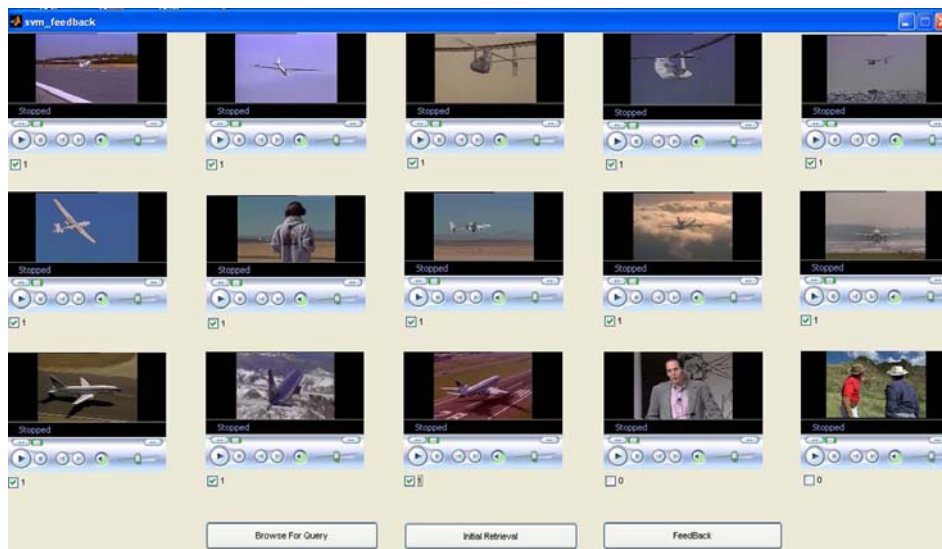 svm_feedback
Stopped Stopped Stopped Stopped Stopped
1 1 1 1 1
Stopped Stopped Stopped Stopped Stopped
1 1 1 1 1
Stopped Stopped Stopped Stopped Stopped
1 1 1 0 0
Browse For Query Initial Retrieval FeedBack